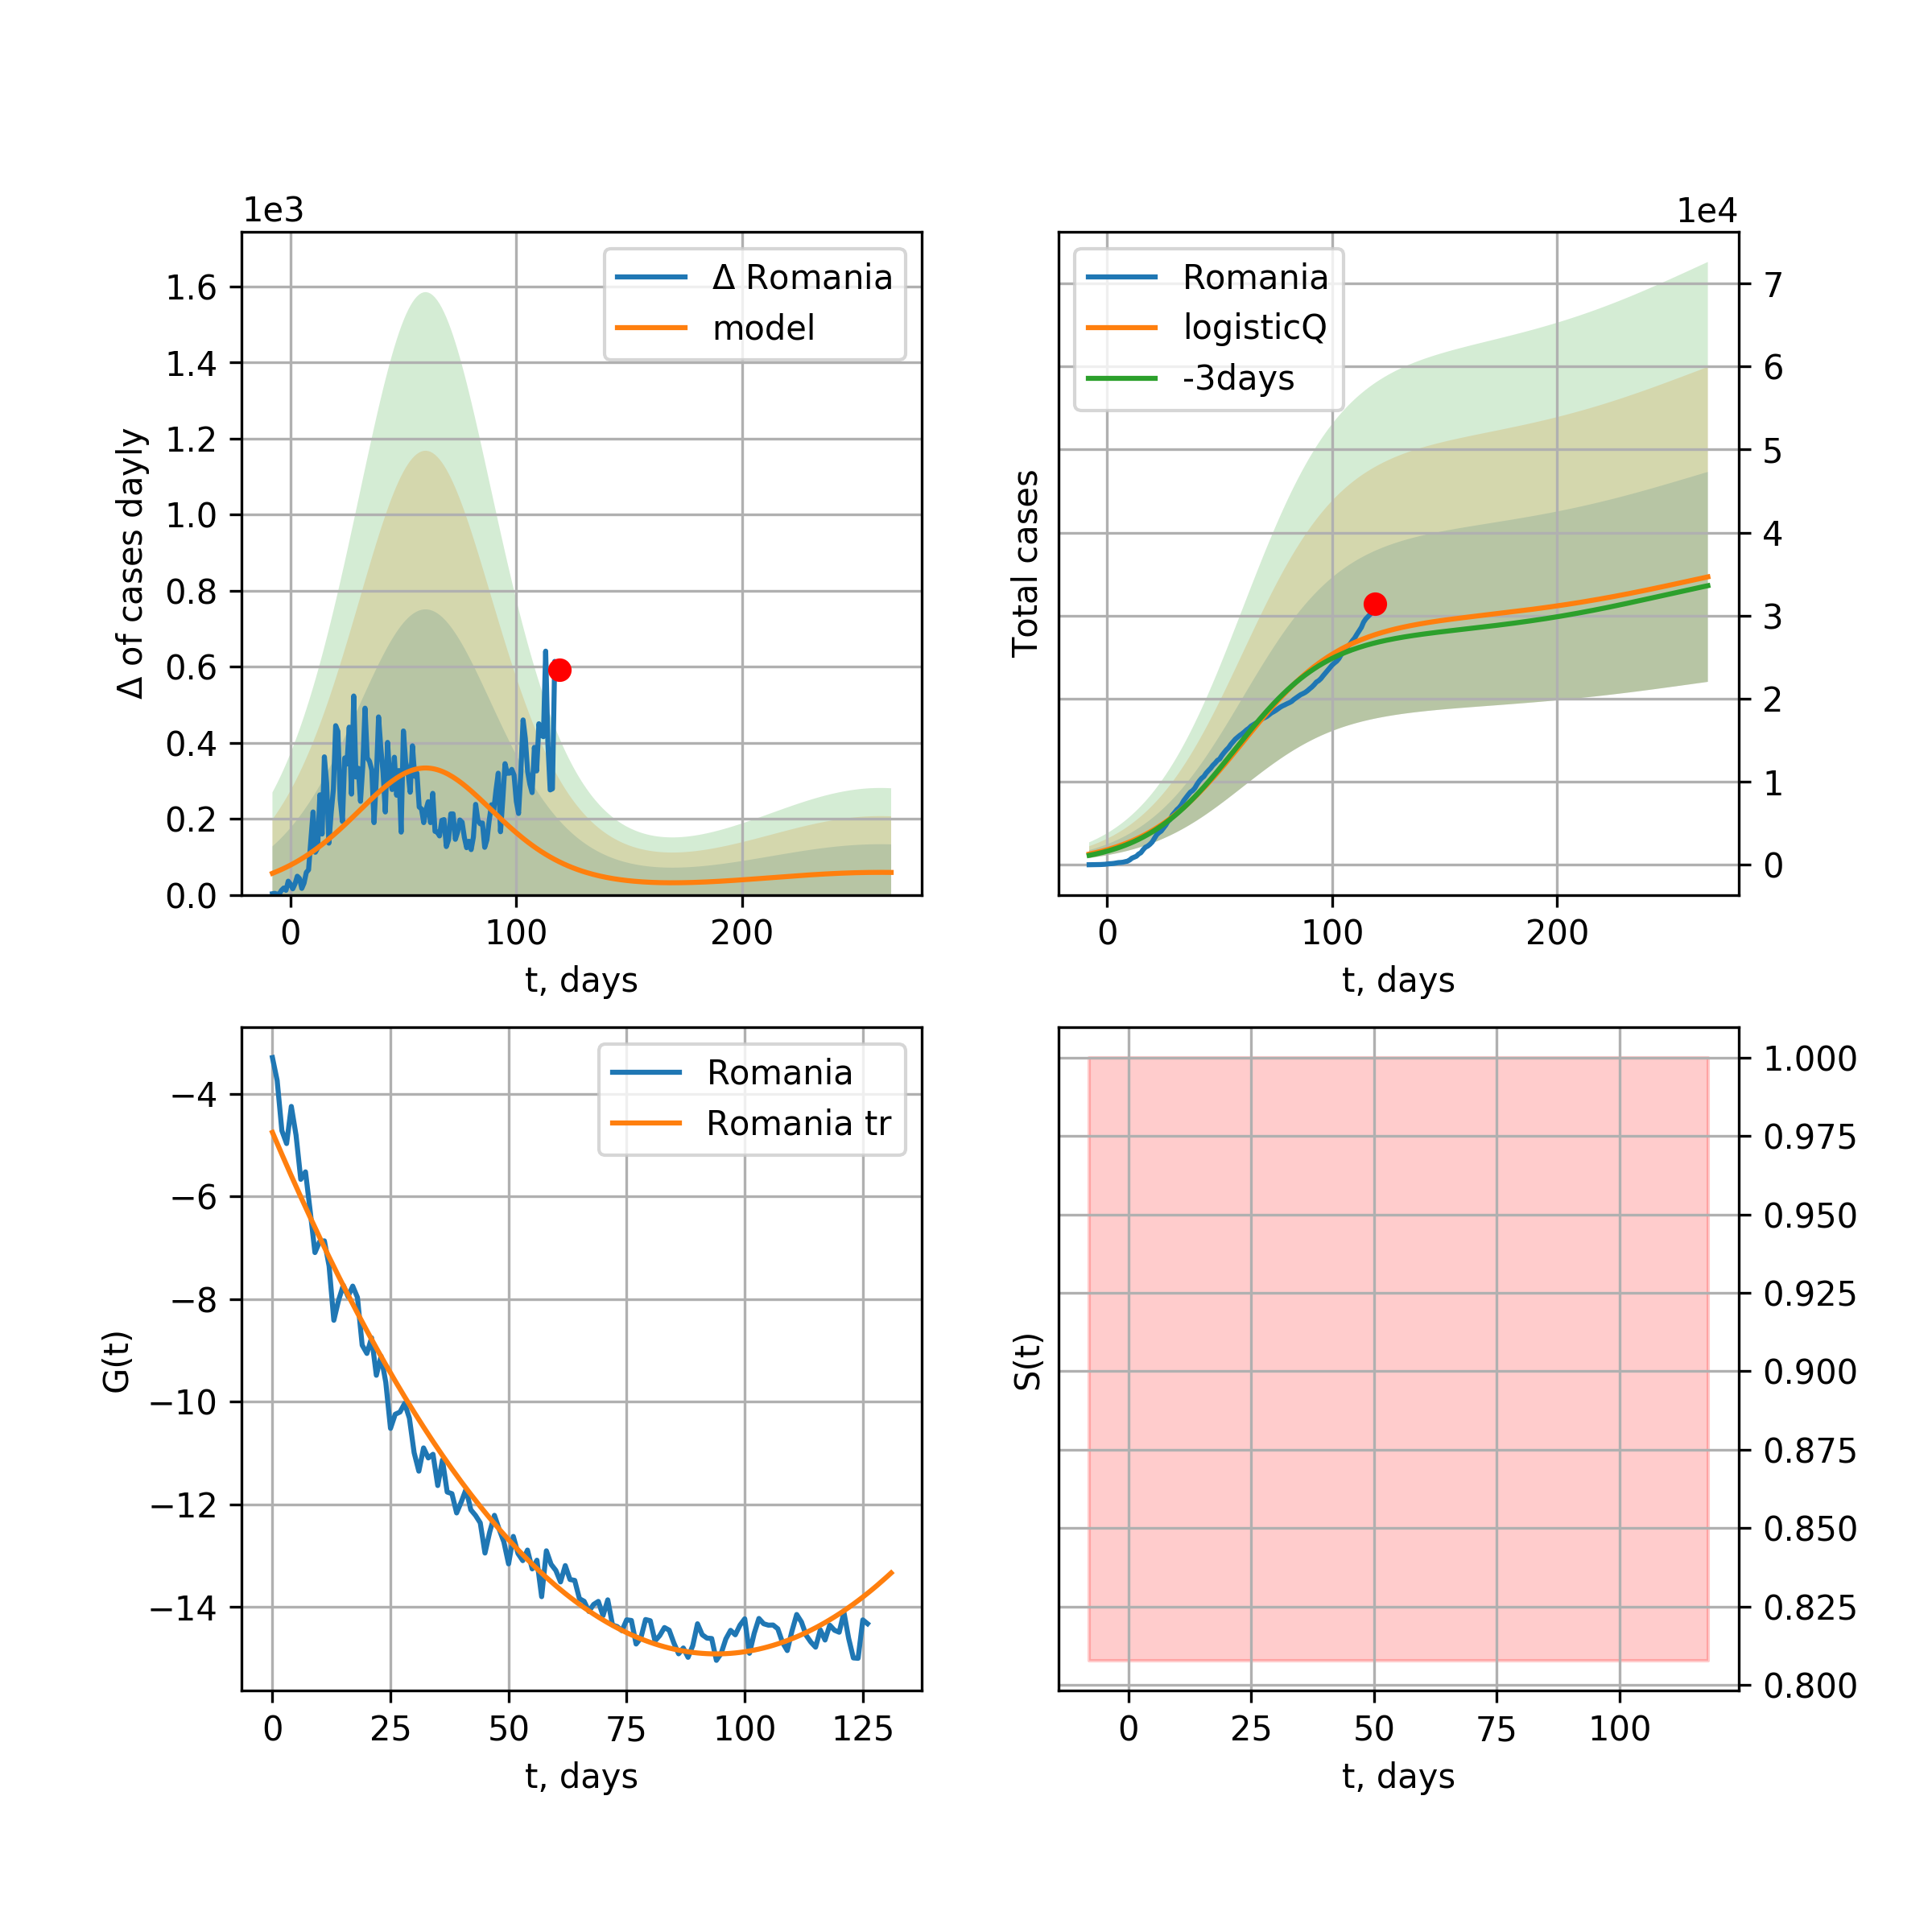 1e3
Δ of cases dayly
1.6
1.4
1.2
1.0
0.8
0.6
0.4
0.2
0.0
0 100 200
t, days
Δ Romania
model
1e4
Total cases
Romania
logisticQ
-3days
7
6
5
4
3
2
1
0
0 100 200
t, days
G(t)
−4
−6
−8
−10
−12
−14
0 25 50 75 100 125
t, days
Romania
Romania tr
S(t)
1.000
0.975
0.950
0.925
0.900
0.875
0.850
0.825
0.800
0 25 50 75 100
t, days